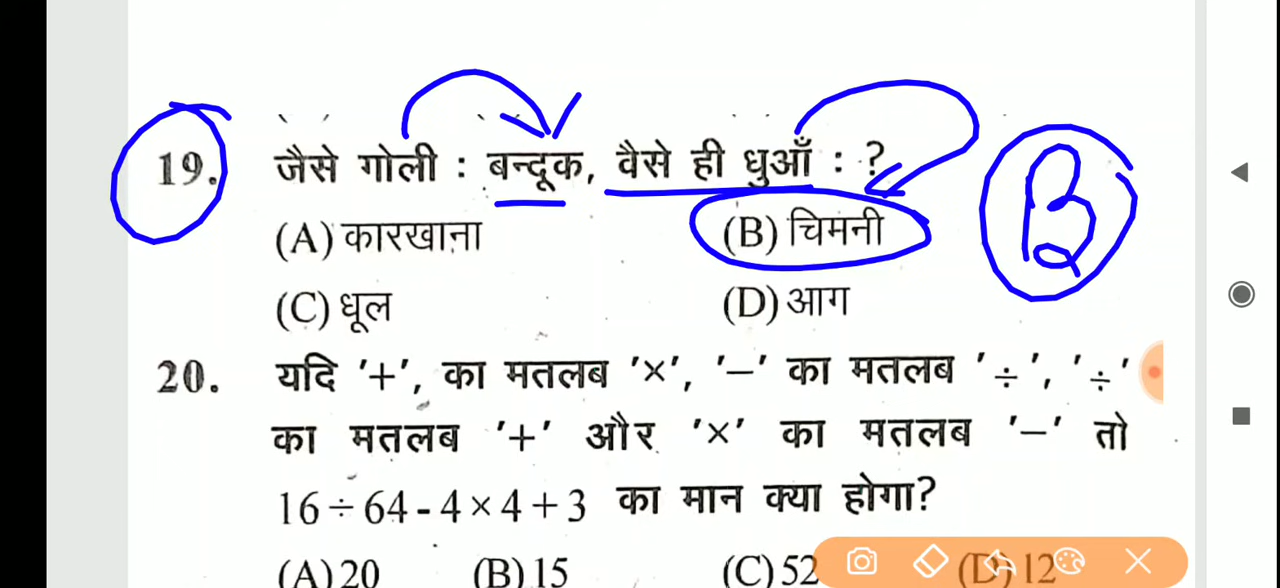 19. जैसे गोली : बन्दूक, वैसे ही धुआँ : ?
(A) कारखाना (B) चिमनी
(C) धूल (D) आग
B
20. यदि '+', का मतलब '×', '−' का मतलब '÷', '÷'
का मतलब '+' और '×' का मतलब '−' तो
16 ÷ 64 - 4 × 4 + 3 का मान क्या होगा?
(A) 20 (B) 15 (C) 52 (D) 12